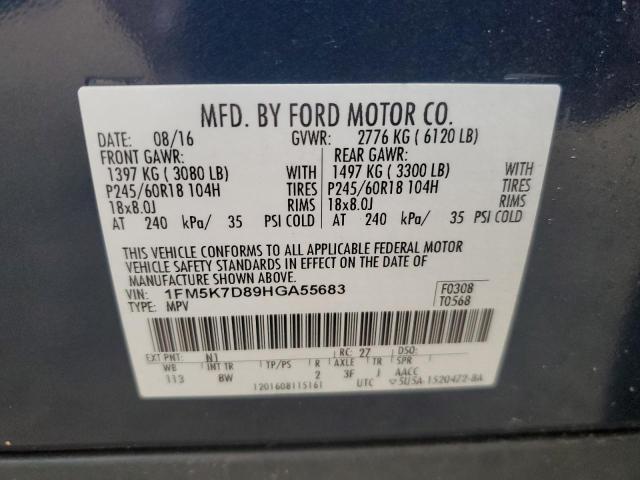 MFD. BY FORD MOTOR CO.
DATE: 08/16 GVWR: 2776 KG ( 6120 LB)
FRONT GAWR: REAR GAWR:
1397 KG ( 3080 LB) WITH 1497 KG ( 3300 LB) WITH
P245/60R18 104H TIRES P245/60R18 104H TIRES
18x8.0J RIMS 18x8.0J RIMS
AT 240 kPa/ 35 PSI COLD AT 240 kPa/ 35 PSI COLD
THIS VEHICLE CONFORMS TO ALL APPLICABLE FEDERAL MOTOR
VEHICLE SAFETY STANDARDS IN EFFECT ON THE DATE OF
MANUFACTURE SHOWN ABOVE.
VIN: 1FM5K7D89HGA55683 F0308
TYPE: MPV T0568
EXT PNT: N1 RC: 27 DSO:
WB INT TR TP/PS R AXLE TR SPR
113 BW 2 3F J AACC
1201608115161 UTC ▽5U5A-1520472-BA